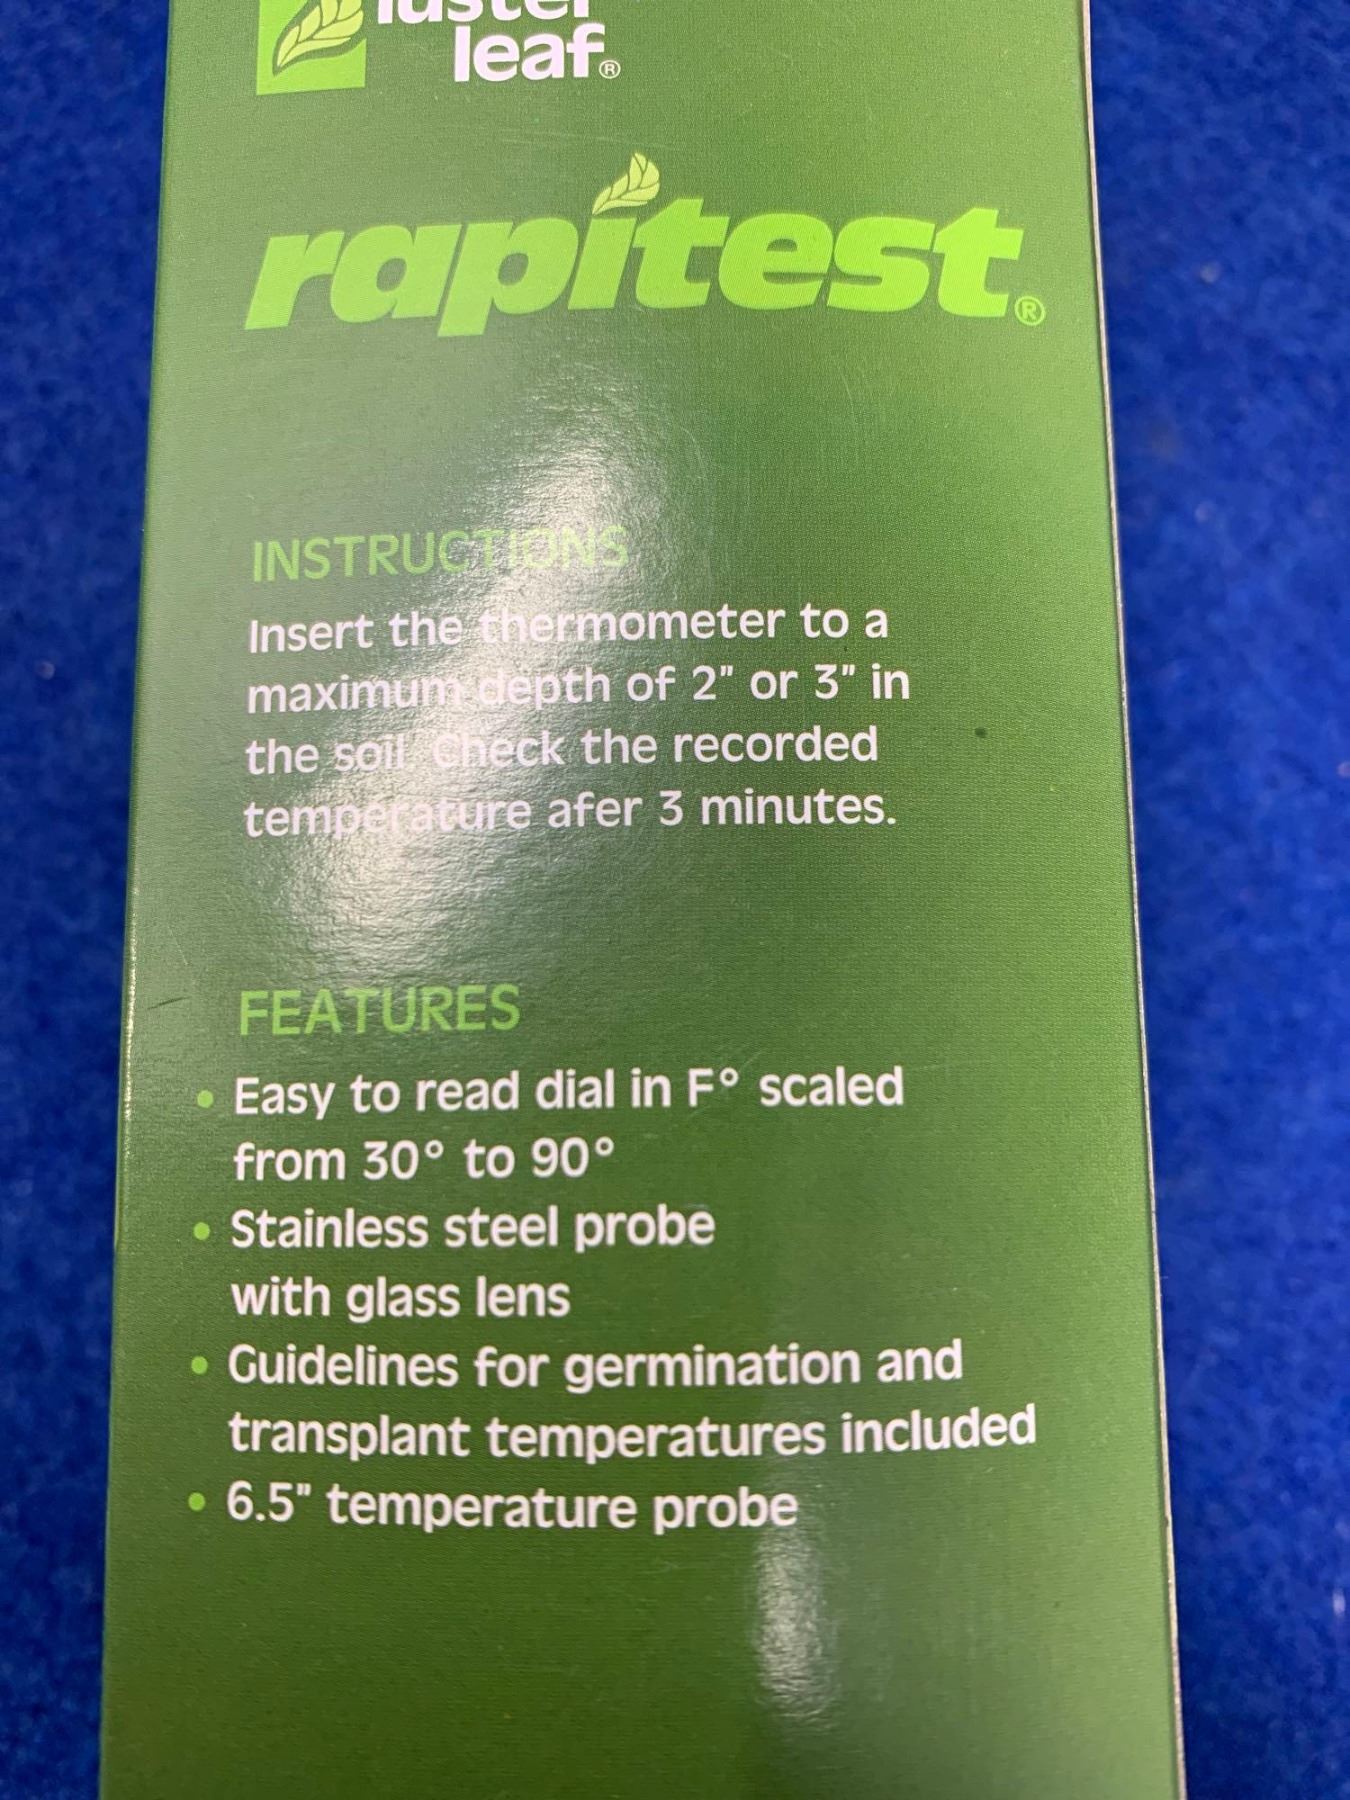 luster
leaf®
rapitest®
INSTRUCTIONS
Insert the thermometer to a
maximum depth of 2" or 3" in
the soil. Check the recorded
temperature afer 3 minutes.
FEATURES
• Easy to read dial in F° scaled
from 30° to 90°
• Stainless steel probe
with glass lens
• Guidelines for germination and
transplant temperatures included
• 6.5" temperature probe